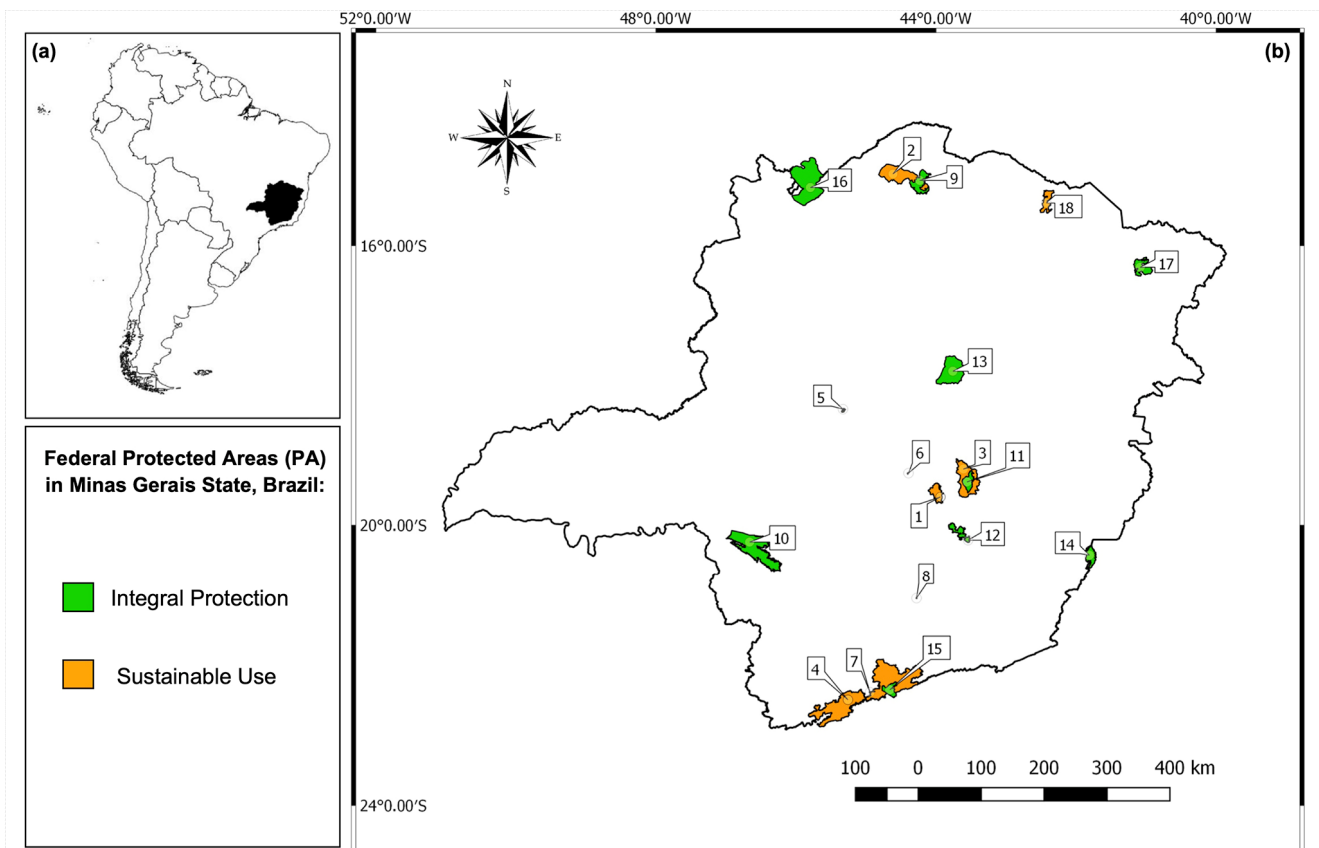 52°0.00'W 48°0.00'W 44°0.00'W 40°0.00'W
(a)
(b)
N
W E
S
2
9
16
18
16°0.00'S
17
13
5
6
3
11
1
20°0.00'S
12
10
14
8
15
7
4
100 0 100 200 300 400 km
24°0.00'S
Federal Protected Areas (PA)
in Minas Gerais State, Brazil:
Integral Protection
Sustainable Use